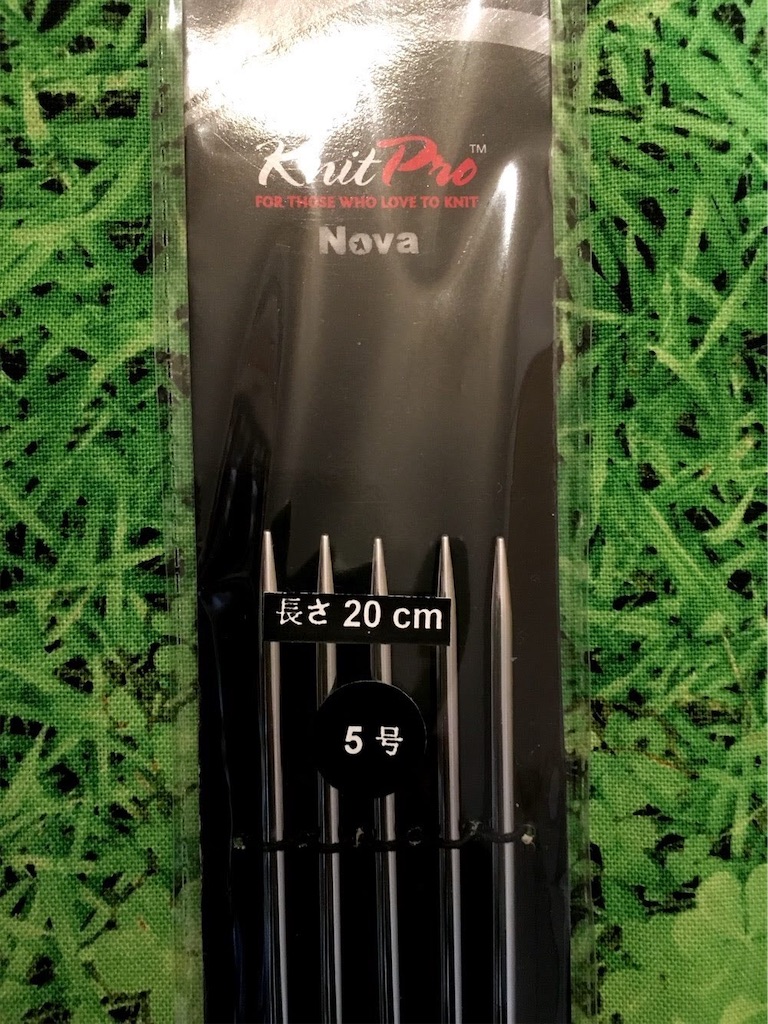 KnitPro™
FOR THOSE WHO LOVE TO KNIT
Nova
長さ 20 cm
5 号